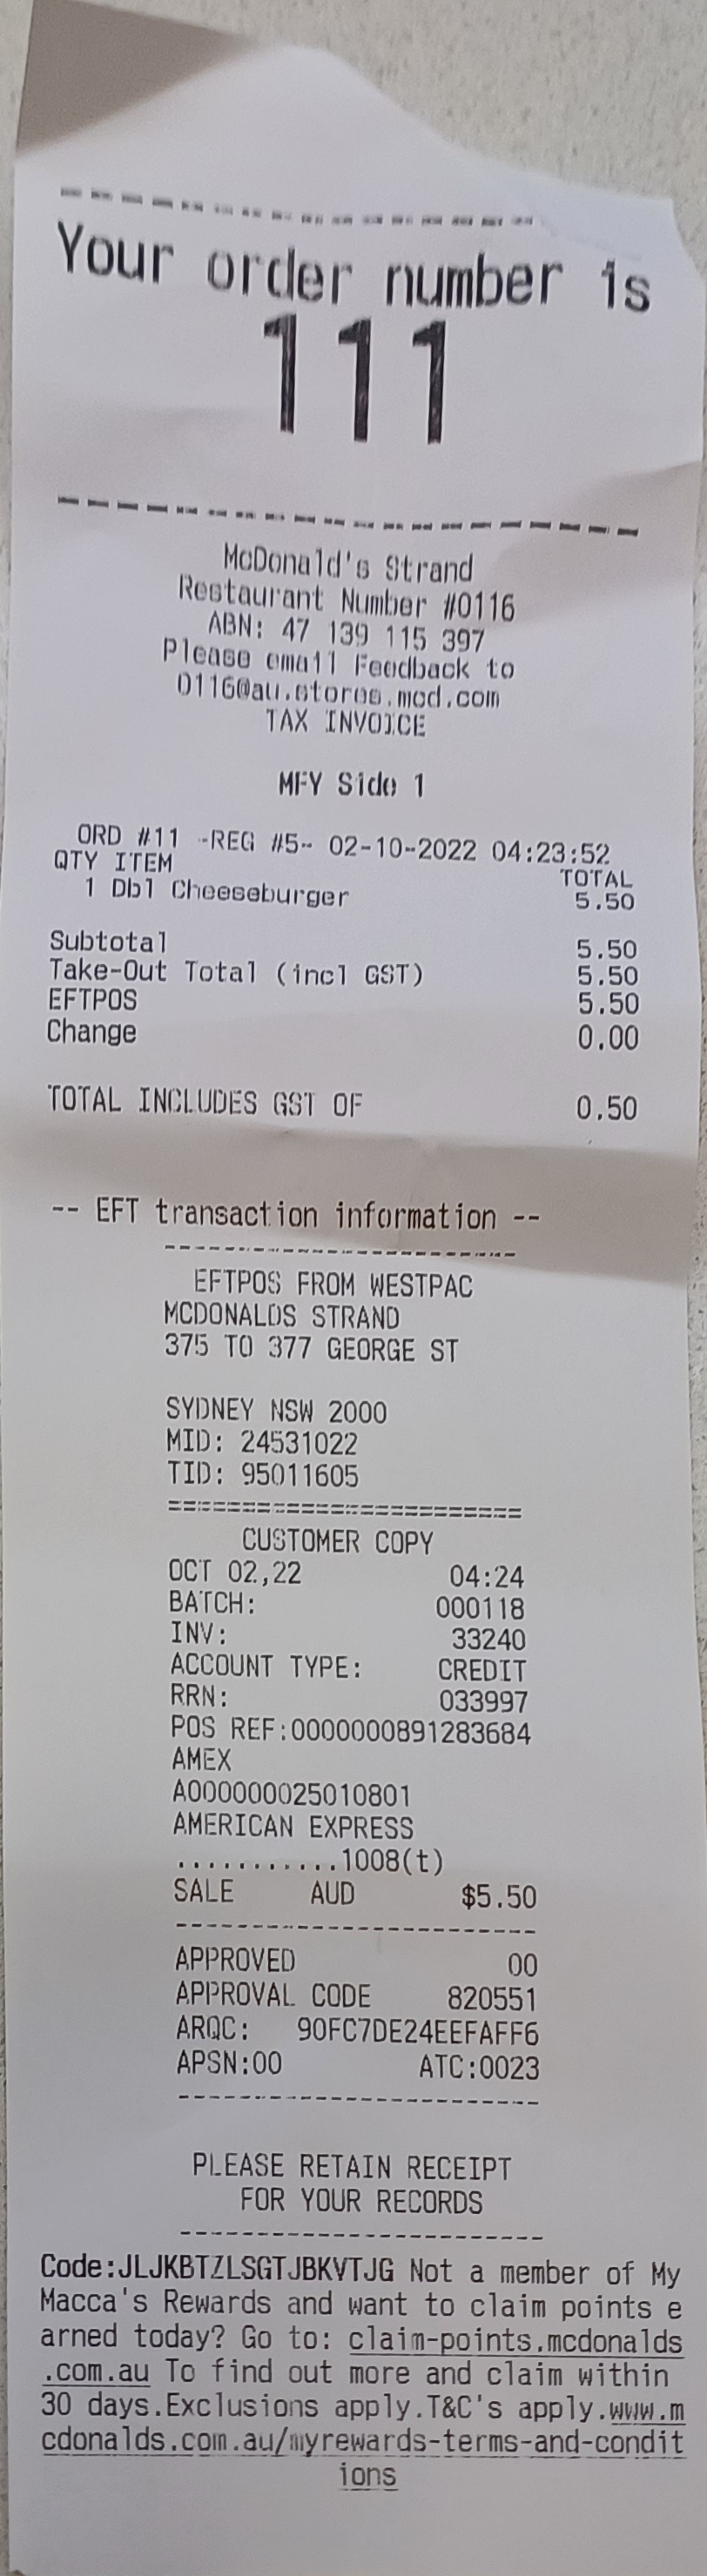 Your order number is
111
McDonald's Strand
Restaurant Number #0116
ABN: 47 139 115 397
Please email Feedback to
0116@au.stores.mcd.com
TAX INVOICE
MFY Side 1
ORD #11 -REG #5- 02-10-2022 04:23:52
QTY ITEM TOTAL
1 Dbl Cheeseburger 5.50
Subtotal 5.50
Take-Out Total (incl GST) 5.50
EFTPOS 5.50
Change 0.00
TOTAL INCLUDES GST OF 0.50
-- EFT transaction information --
EFTPOS FROM WESTPAC
MCDONALDS STRAND
375 TO 377 GEORGE ST
SYDNEY NSW 2000
MID: 24531022
TID: 95011605
========================
CUSTOMER COPY
OCT 02,22 04:24
BATCH: 000118
INV: 33240
ACCOUNT TYPE: CREDIT
RRN: 033997
POS REF:0000000891283684
AMEX
A000000025010801
AMERICAN EXPRESS
...........1008(t)
SALE AUD $5.50
APPROVED 00
APPROVAL CODE 820551
ARQC: 90FC7DE24EEFAFF6
APSN:00 ATC:0023
PLEASE RETAIN RECEIPT
FOR YOUR RECORDS
Code:JLJKBTZLSGTJBKVTJG Not a member of My
Macca's Rewards and want to claim points e
arned today? Go to: claim-points.mcdonalds
.com.au To find out more and claim within
30 days.Exclusions apply.T&C's apply.www.m
cdonalds.com.au/myrewards-terms-and-condit
ions